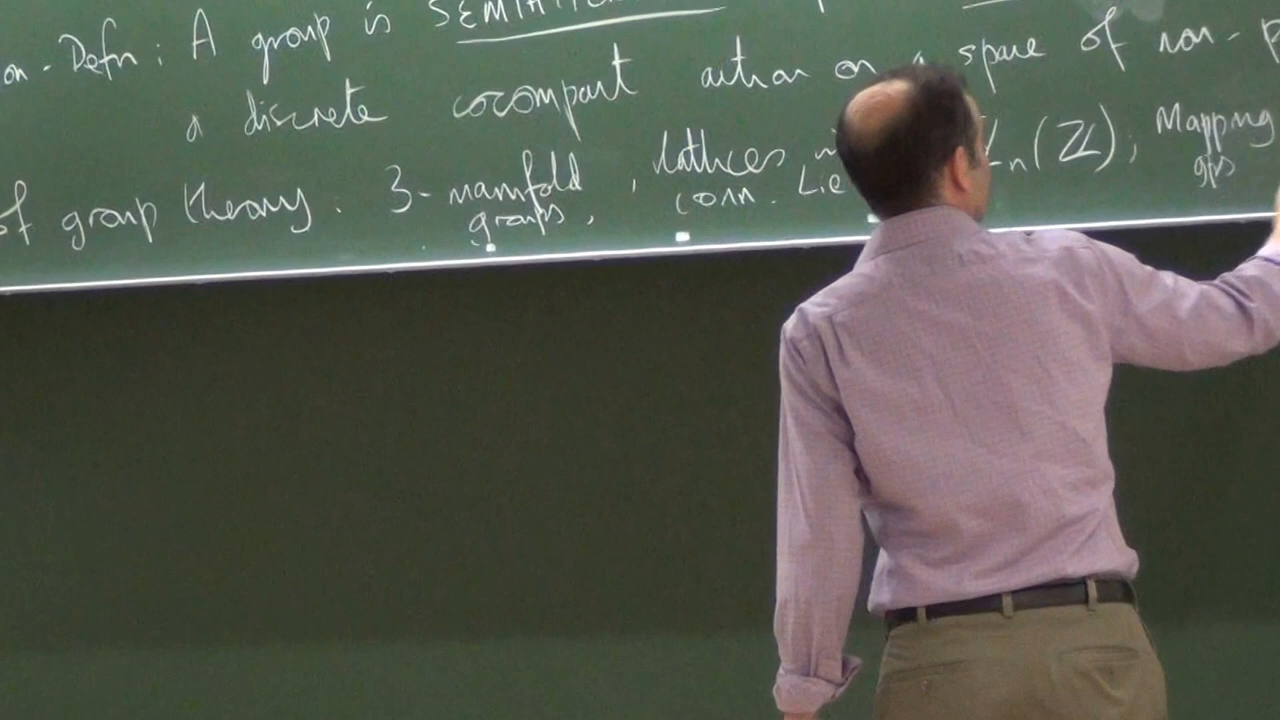 on. Defn: A group is
a discrete cocompact action on a space of non-
of group theory. 3-manifold groups, lattices conn. Lie n(ℤ), Mapping gps